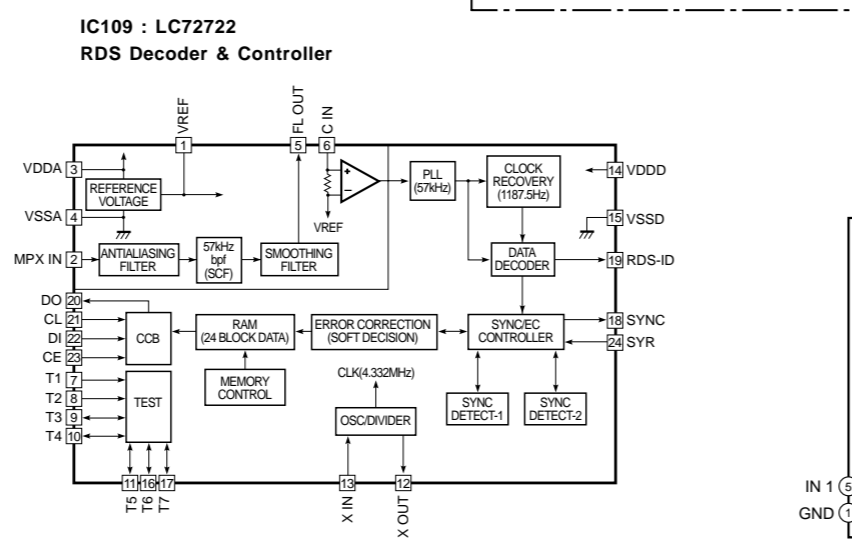 IC109 : LC72722
RDS Decoder & Controller
VREF
FL OUT
C IN
1
5
6
VDDA 3
REFERENCE
VOLTAGE
VSSA 4
+
−
VREF
PLL
(57kHz)
CLOCK
RECOVERY
(1187.5Hz)
14 VDDD
15 VSSD
MPX IN 2
ANTIALIASING
FILTER
57kHz
bpf
(SCF)
SMOOTHING
FILTER
DATA
DECODER
19 RDS-ID
DO 20
CL 21
DI 22
CE 23
CCB
RAM
(24 BLOCK DATA)
ERROR CORRECTION
(SOFT DECISION)
SYNC/EC
CONTROLLER
18 SYNC
24 SYR
T1 7
T2 8
T3 9
T4 10
TEST
MEMORY
CONTROL
CLK(4.332MHz)
OSC/DIVIDER
SYNC
DETECT-1
SYNC
DETECT-2
11
16
17
13
12
T5
T6
T7
X IN
X OUT
IN 1 5
GND 1